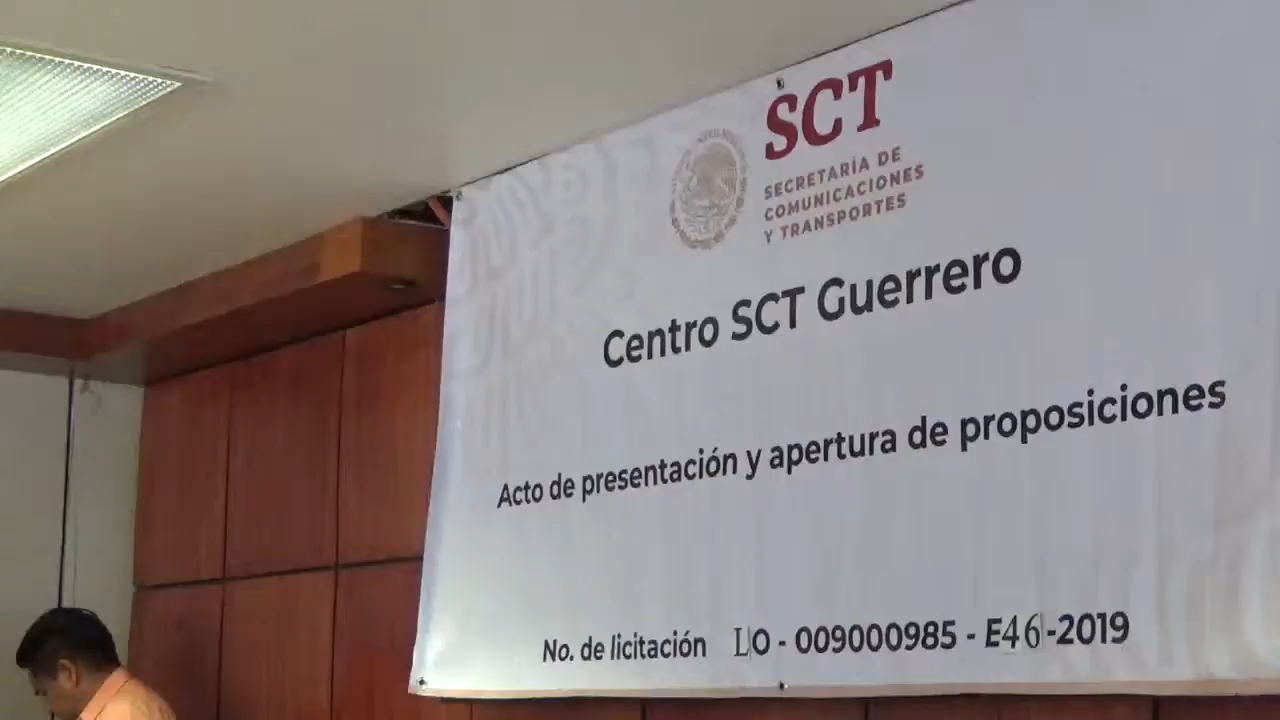 SCT
SECRETARÍA DE
COMUNICACIONES
Y TRANSPORTES
Centro SCT Guerrero
Acto de presentación y apertura de proposiciones
No. de licitación LO - 009000985 - E46-2019